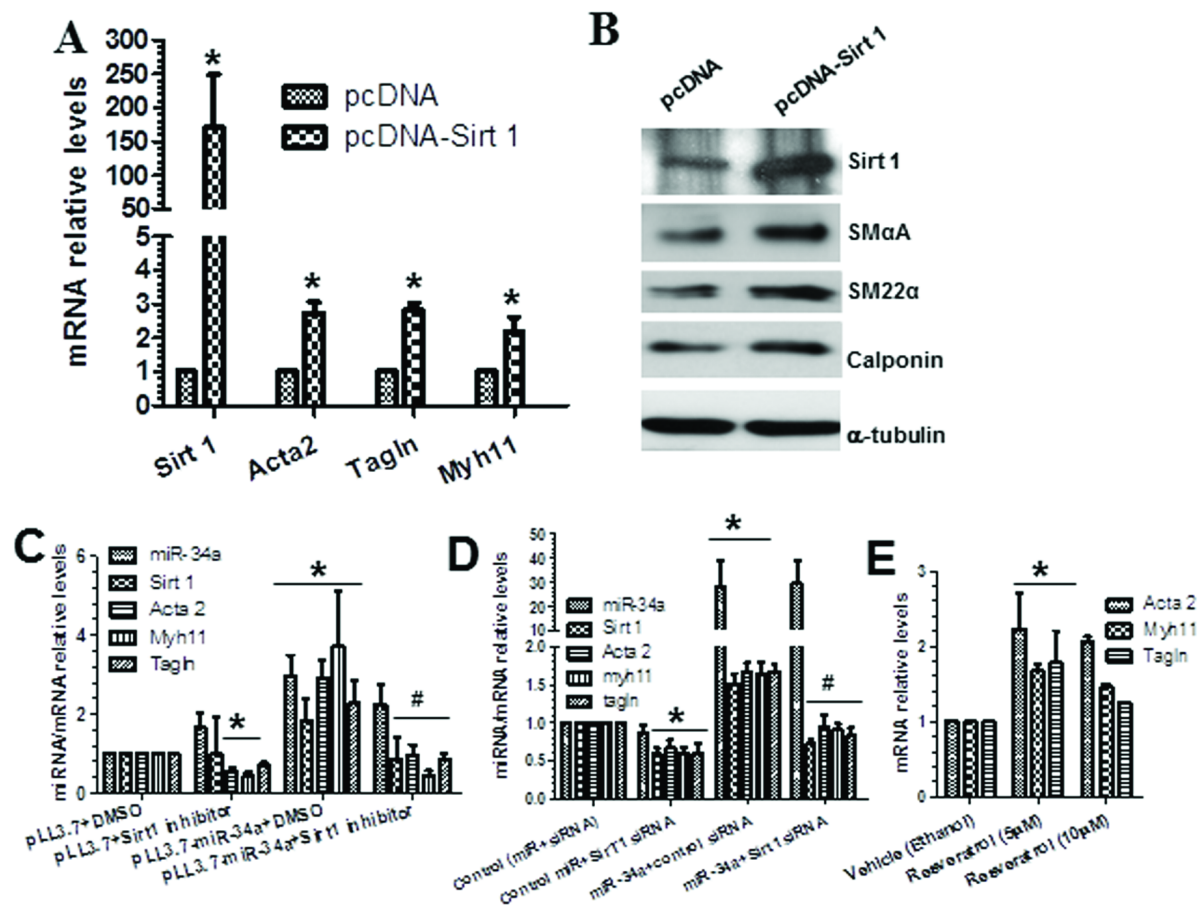 A
mRNA relative levels
300
250
200
150
100
50
5
4
3
2
1
0
*
*
*
*
pcDNA
pcDNA-Sirt 1
Sirt 1
Acta2
Tagln
Myh11
B
pcDNA
pcDNA-Sirt 1
Sirt 1
SMαA
SM22α
Calponin
α-tubulin
C
miRNA/mRNA relative levels
6
4
2
0
miR-34a
Sirt 1
Acta 2
Myh11
Tagln
*
*
#
pLL3.7+DMSO
pLL3.7+Sirt1 inhibitor
pLL3.7-miR-34a+DMSO
pLL3.7-miR-34a+Sirt1 inhibitor
D
miRNA/mRNA relative levels
50
40
30
20
10
2.0
1.5
1.0
0.5
0.0
miR-34a
Sirt 1
Acta 2
myh11
tagln
*
*
#
Control (miR+siRNA)
Control miR+SirT1 siRNA
miR-34a+control siRNA
miR-34a+Sirt1siRNA
E
mRNA relative levels
3
2
1
0
*
Acta 2
Myh11
Tagln
Vehicle (Ethanol)
Resveratrol (5μM)
Resveratrol (10μM)